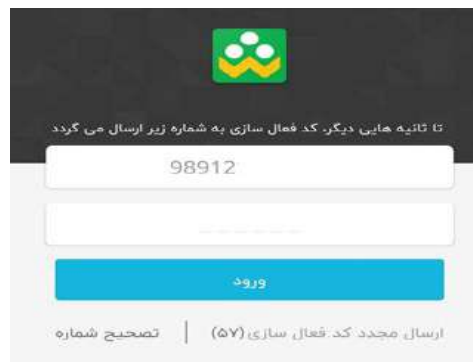 تا ثانیه هایی دیگر، کد فعال سازی به شماره زیر ارسال می گردد
98912
ورود
ارسال مجدد کد فعال سازی (۵۷) | تصحیح شماره